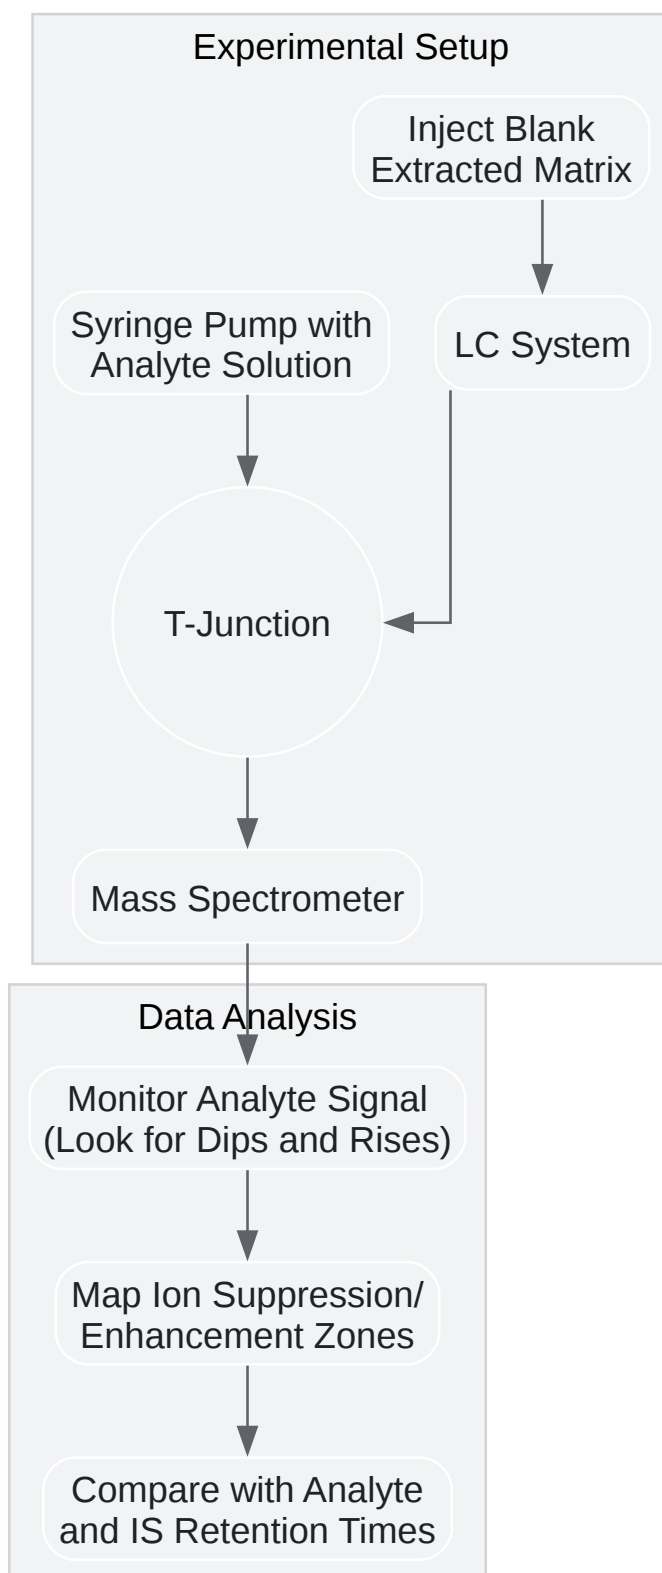 Experimental Setup
Inject Blank
Extracted Matrix
Syringe Pump with
Analyte Solution
LC System
T-Junction
Mass Spectrometer
Data Analysis
Monitor Analyte Signal
(Look for Dips and Rises)
Map Ion Suppression/
Enhancement Zones
Compare with Analyte
and IS Retention Times